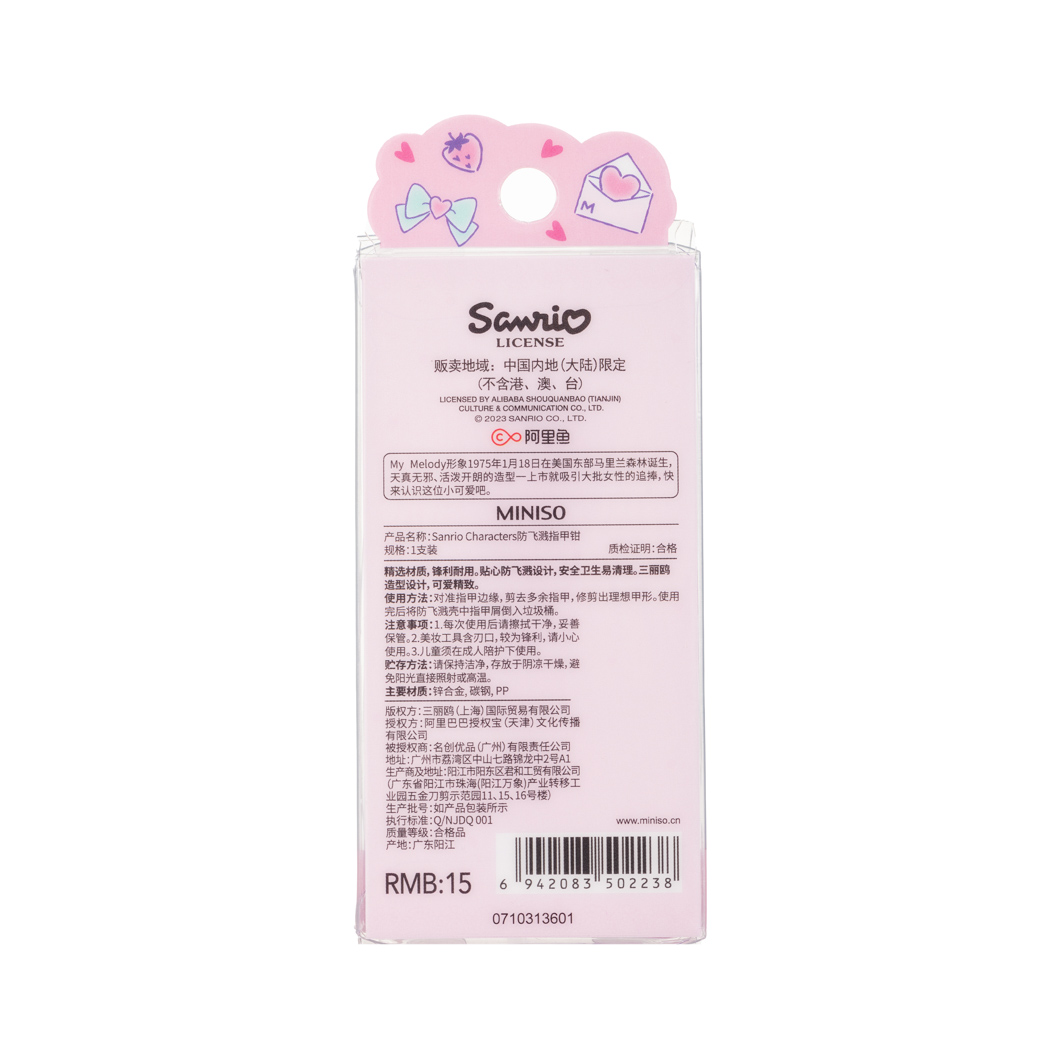 M
Sanrio
LICENSE
贩卖地域：中国内地（大陆）限定
（不含港、澳、台）
LICENSED BY ALIBABA SHOUQUANBAO (TIANJIN)
CULTURE & COMMUNICATION CO., LTD.
© 2023 SANRIO CO., LTD.
阿里鱼
My Melody形象1975年1月18日在美国东部马里兰森林诞生，
天真无邪、活泼开朗的造型一上市就吸引大批女性的追捧，快
来认识这位小可爱吧。
MINISO
产品名称：Sanrio Characters防飞溅指甲钳
规格：1支装 质检证明：合格
精选材质，锋利耐用。贴心防飞溅设计，安全卫生易清理。三丽鸥
造型设计，可爱精致。
使用方法：对准指甲边缘，剪去多余指甲，修剪出理想甲形。使用
完后将防飞溅壳中指甲屑倒入垃圾桶。
注意事项：1.每次使用后请擦拭干净，妥善
保管。2.美妆工具含刃口，较为锋利，请小心
使用。3.儿童须在成人陪护下使用。
贮存方法：请保持洁净，存放于阴凉干燥，避
免阳光直接照射或高温。
主要材质：锌合金, 碳钢, PP
版权方：三丽鸥（上海）国际贸易有限公司
授权方：阿里巴巴授权宝（天津）文化传播
有限公司
被授权商：名创优品（广州）有限责任公司
地址：广州市荔湾区中山七路锦龙中2号A1
生产商及地址：阳江市阳东区君和工贸有限公司
（广东省阳江市珠海(阳江万象)产业转移工
业园五金刀剪示范园11、15、16号楼）
生产批号：如产品包装所示
执行标准：Q/NJDQ 001
质量等级：合格品
产地：广东阳江
www.miniso.cn
RMB:15
6 942083 502238
0710313601